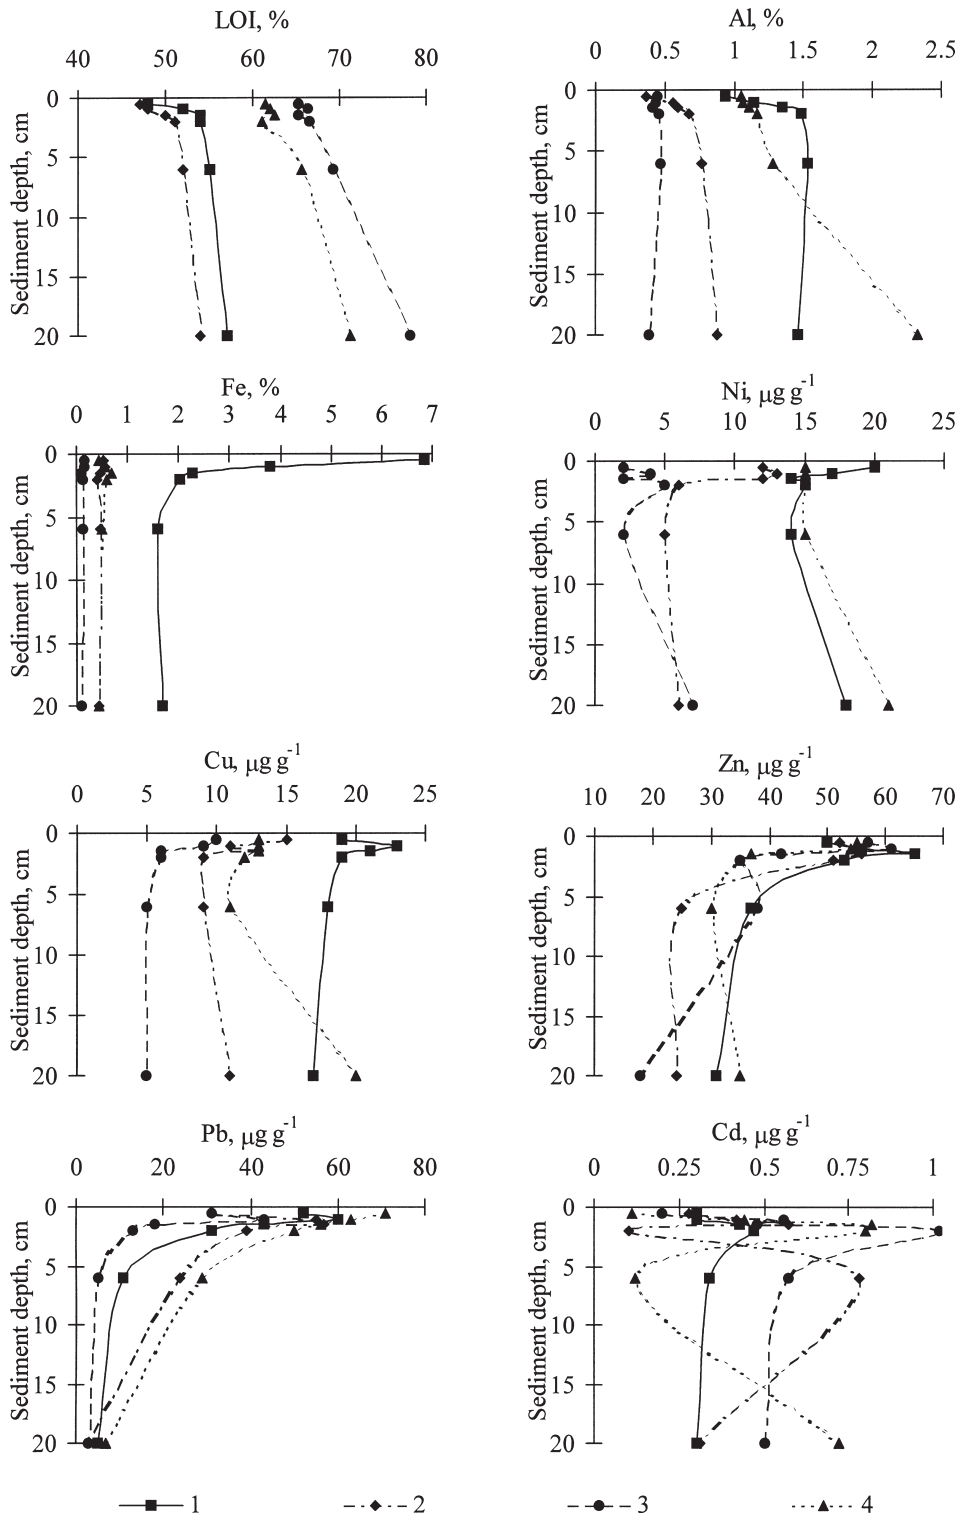 LOI, %
40 50 60 70 80
0
5
10
15
20
Sediment depth, cm
Al, %
0 0.5 1 1.5 2 2.5
0
5
10
15
20
Sediment depth, cm
Fe, %
0 1 2 3 4 5 6 7
0
5
10
15
20
Sediment depth, cm
Ni, μg g-1
0 5 10 15 20 25
0
5
10
15
20
Sediment depth, cm
Cu, μg g-1
0 5 10 15 20 25
0
5
10
15
20
Sediment depth, cm
Zn, μg g-1
10 20 30 40 50 60 70
0
5
10
15
20
Sediment depth, cm
Pb, μg g-1
0 20 40 60 80
0
5
10
15
20
Sediment depth, cm
Cd, μg g-1
0 0.25 0.5 0.75 1
0
5
10
15
20
Sediment depth, cm
1 2 3 4